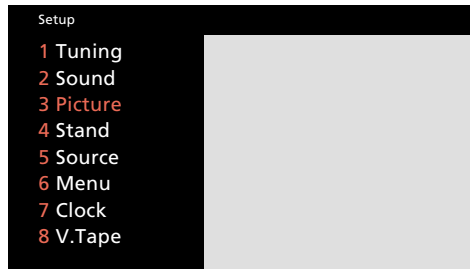 Setup
1 Tuning
2 Sound
3 Picture
4 Stand
5 Source
6 Menu
7 Clock
8 V.Tape